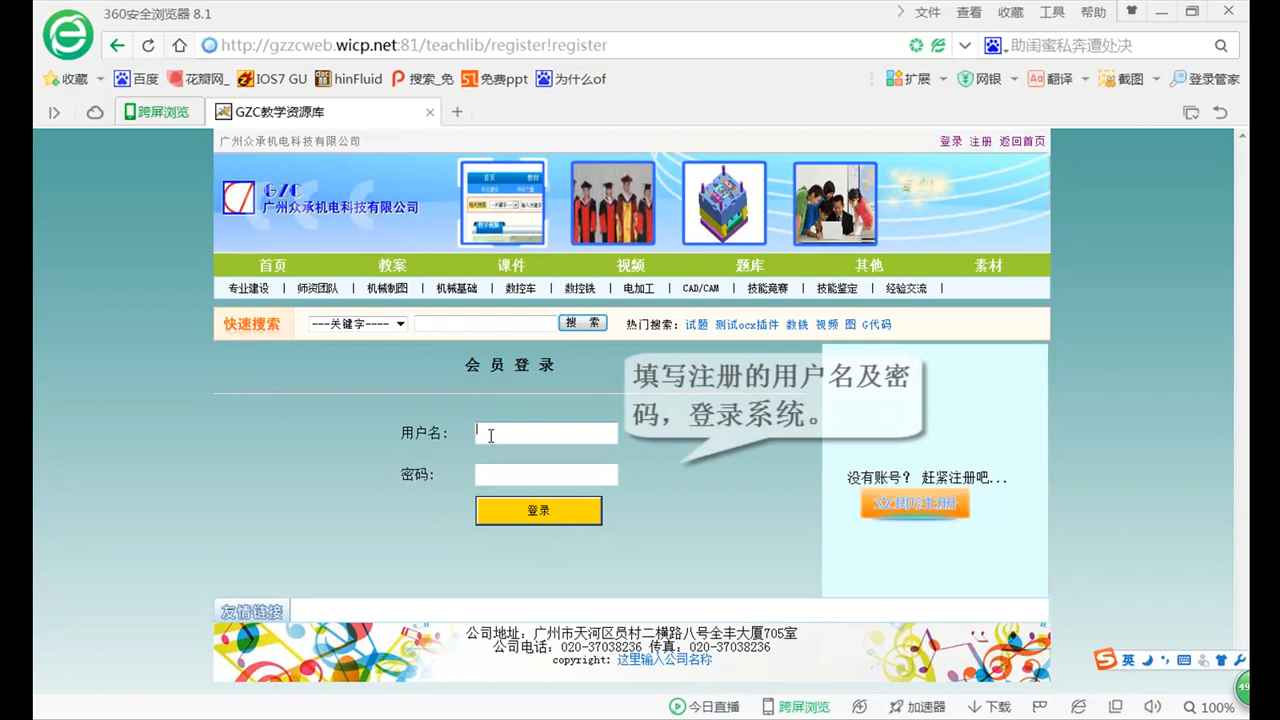 360安全浏览器 8.1
文件 查看 收藏 工具 帮助
http://gzzcweb.wicp.net:81/teachlib/register!register
助闺蜜私奔遭处决
收藏 百度 花瓣网_ IOS7 GU hinFluid 搜索_免 免费ppt 为什么of
扩展 网银 翻译 截图 登录管家
跨屏浏览 GZC教学资源库
广州众承机电科技有限公司
登录 注册 返回首页
GZC
广州众承机电科技有限公司
首页 教案 课件 视频 题库 其他 素材
专业建设 | 师资团队 | 机械制图 | 机械基础 | 数控车 | 数控铣 | 电加工 | CAD/CAM | 技能竞赛 | 技能鉴定 | 经验交流 |
快速搜索 ---关键字---- 搜 索 热门搜索: 试题 测试ocx插件 数铣 视频 图 G代码
会 员 登 录
填写注册的用户名及密
码，登录系统。
用户名:
密码:
登录
没有账号？ 赶紧注册吧...
立即注册
友情链接
公司地址：广州市天河区员村二横路八号全丰大厦705室
公司电话：020-37038236 传真：020-37038236
copyright: 这里输入公司名称
英
今日直播 跨屏浏览 加速器 下载 100%